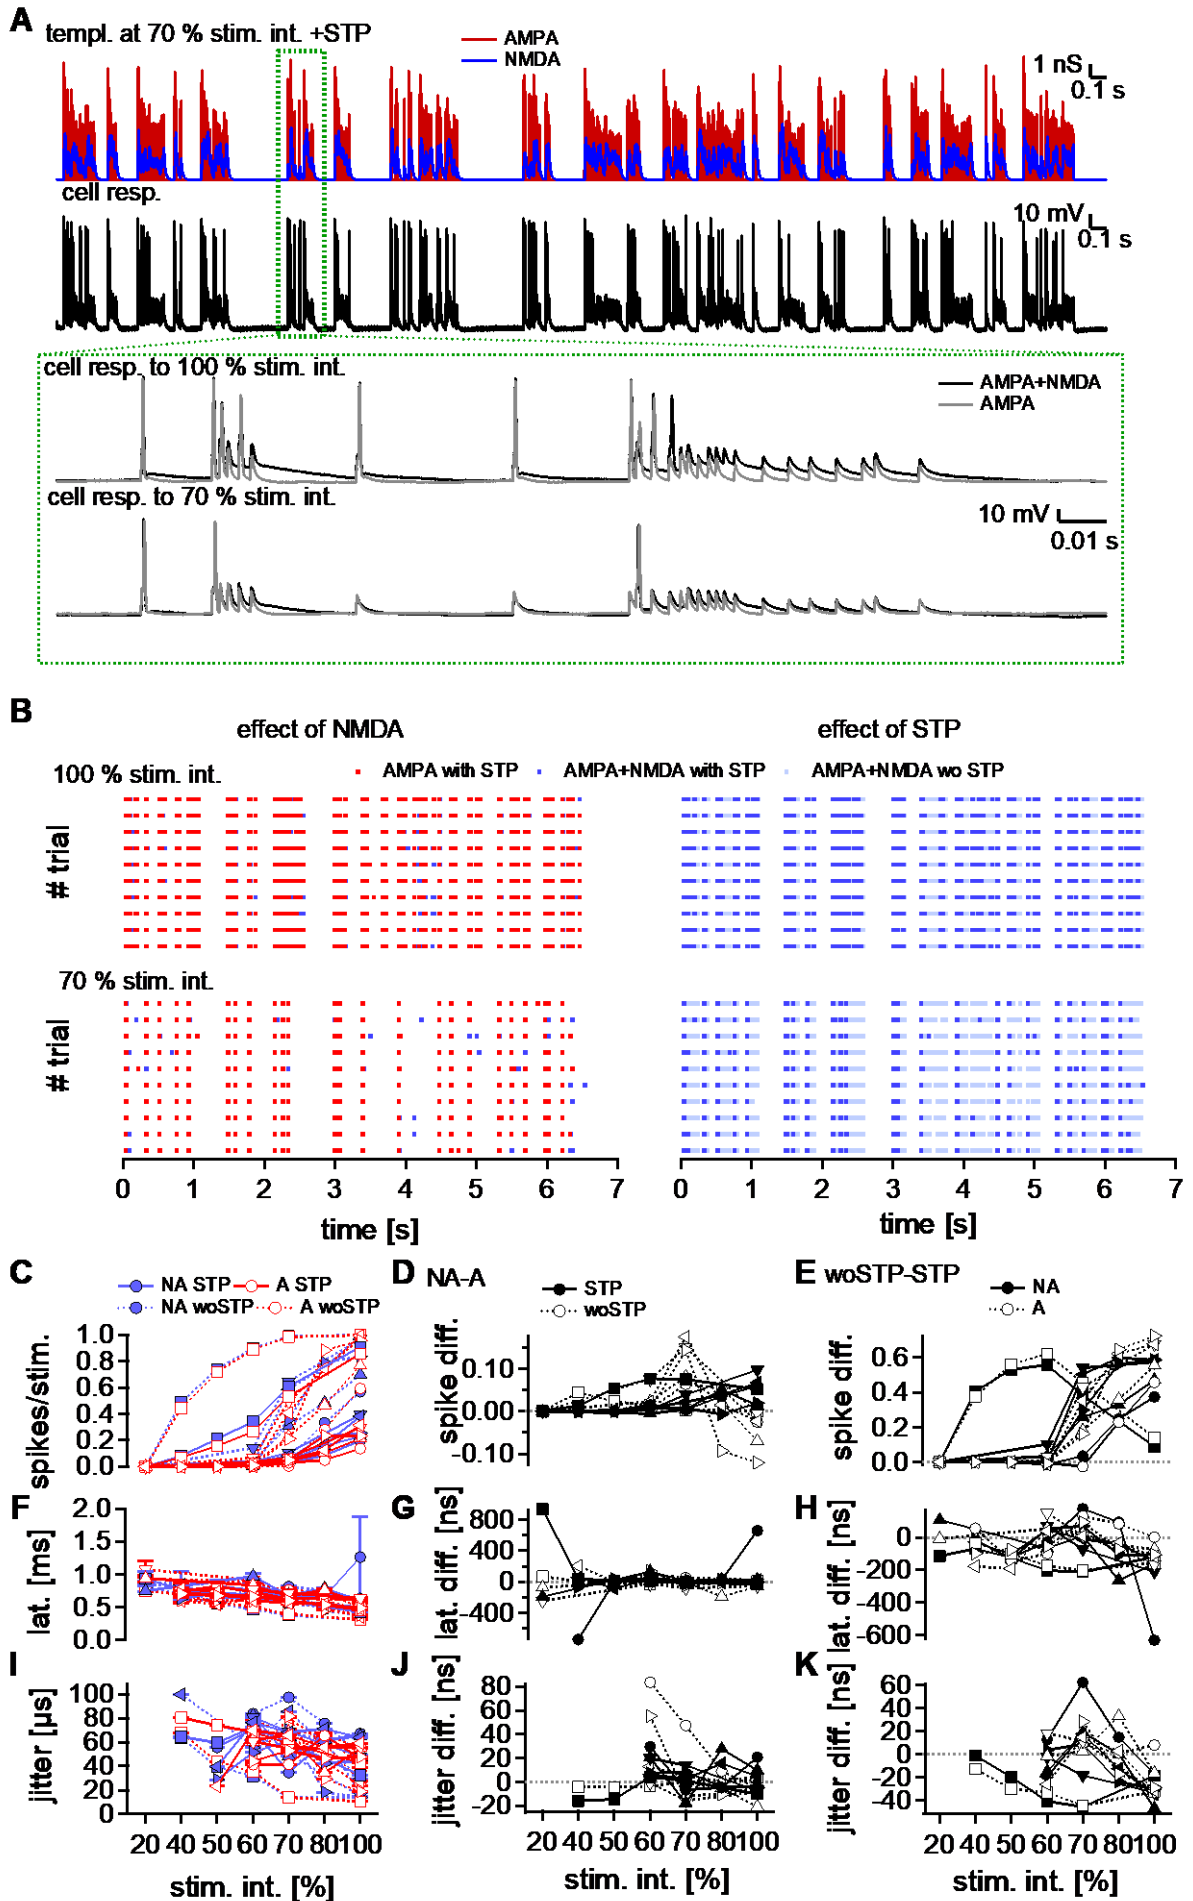 A
templ. at 70 % stim. int. +STP
AMPA
NMDA
1 nS
0.1 s
cell resp.
10 mV
0.1 s
cell resp. to 100 % stim. int.
AMPA+NMDA
AMPA
cell resp. to 70 % stim. int.
10 mV
0.01 s
B
effect of NMDA
effect of STP
100 % stim. int.
AMPA with STP
AMPA+NMDA with STP
AMPA+NMDA wo STP
# trial
70 % stim. int.
# trial
0 1 2 3 4 5 6 7
time [s]
0 1 2 3 4 5 6 7
time [s]
C
NA STP
A STP
NA woSTP
A woSTP
spikes/stim.
1.0
0.8
0.6
0.4
0.2
0.0
D
NA-A
STP
woSTP
spike diff.
0.10
0.00
-0.10
E
woSTP-STP
NA
A
spike diff.
0.6
0.4
0.2
0.0
F
lat. [ms]
2.0
1.5
1.0
0.5
0.0
G
lat. diff. [ns]
800
400
0
-400
H
lat. diff. [ns]
0
-200
-400
-600
I
jitter [µs]
100
80
60
40
20
0
20 40 60 70 80 100
stim. int. [%]
J
jitter diff. [ns]
80
60
40
20
0
-20
20 40 60 70 80 100
stim. int. [%]
K
jitter diff. [ns]
60
40
20
0
-20
-40
20 40 60 70 80 100
stim. int. [%]